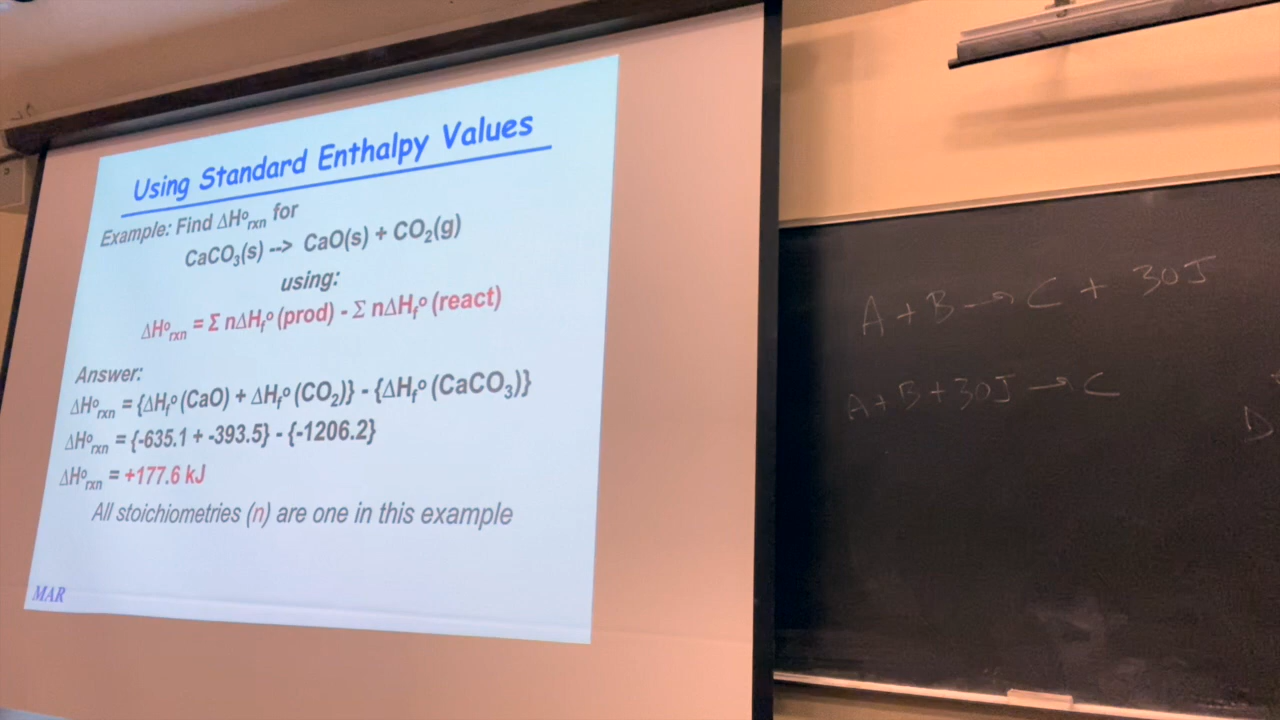 Using Standard Enthalpy Values
Example: Find ΔH°rxn for
CaCO₃(s) --> CaO(s) + CO₂(g)
using:
ΔH°rxn = Σ nΔHf° (prod) - Σ nΔHf° (react)
Answer:
ΔH°rxn = {ΔHf° (CaO) + ΔHf° (CO₂)} - {ΔHf° (CaCO₃)}
ΔH°rxn = {-635.1 + -393.5} - {-1206.2}
ΔH°rxn = +177.6 kJ
All stoichiometries (n) are one in this example
MAR
A + B → C + 30J
A + B + 30J → C
D